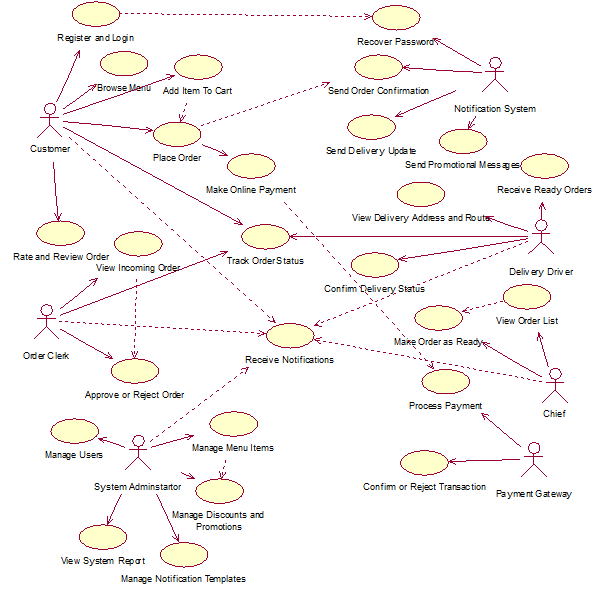 Register and Login
Recover Password
Browse Menu
Add Item To Cart
Send Order Confirmation
Notification System
Customer
Place Order
Send Delivery Update
Send Promotional Messages
Make Online Payment
Receive Ready Orders
View Delivery Address and Route
Rate and Review Order
View Incoming Order
Track Order Status
Delivery Driver
Confirm Delivery Status
View Order List
Order Clerk
Receive Notifications
Make Order as Ready
Approve or Reject Order
Process Payment
Chief
Manage Users
Manage Menu Items
System Adminstartor
Confirm or Reject Transaction
Payment Gateway
Manage Discounts and
Promotions
View System Report
Manage Notification Templates